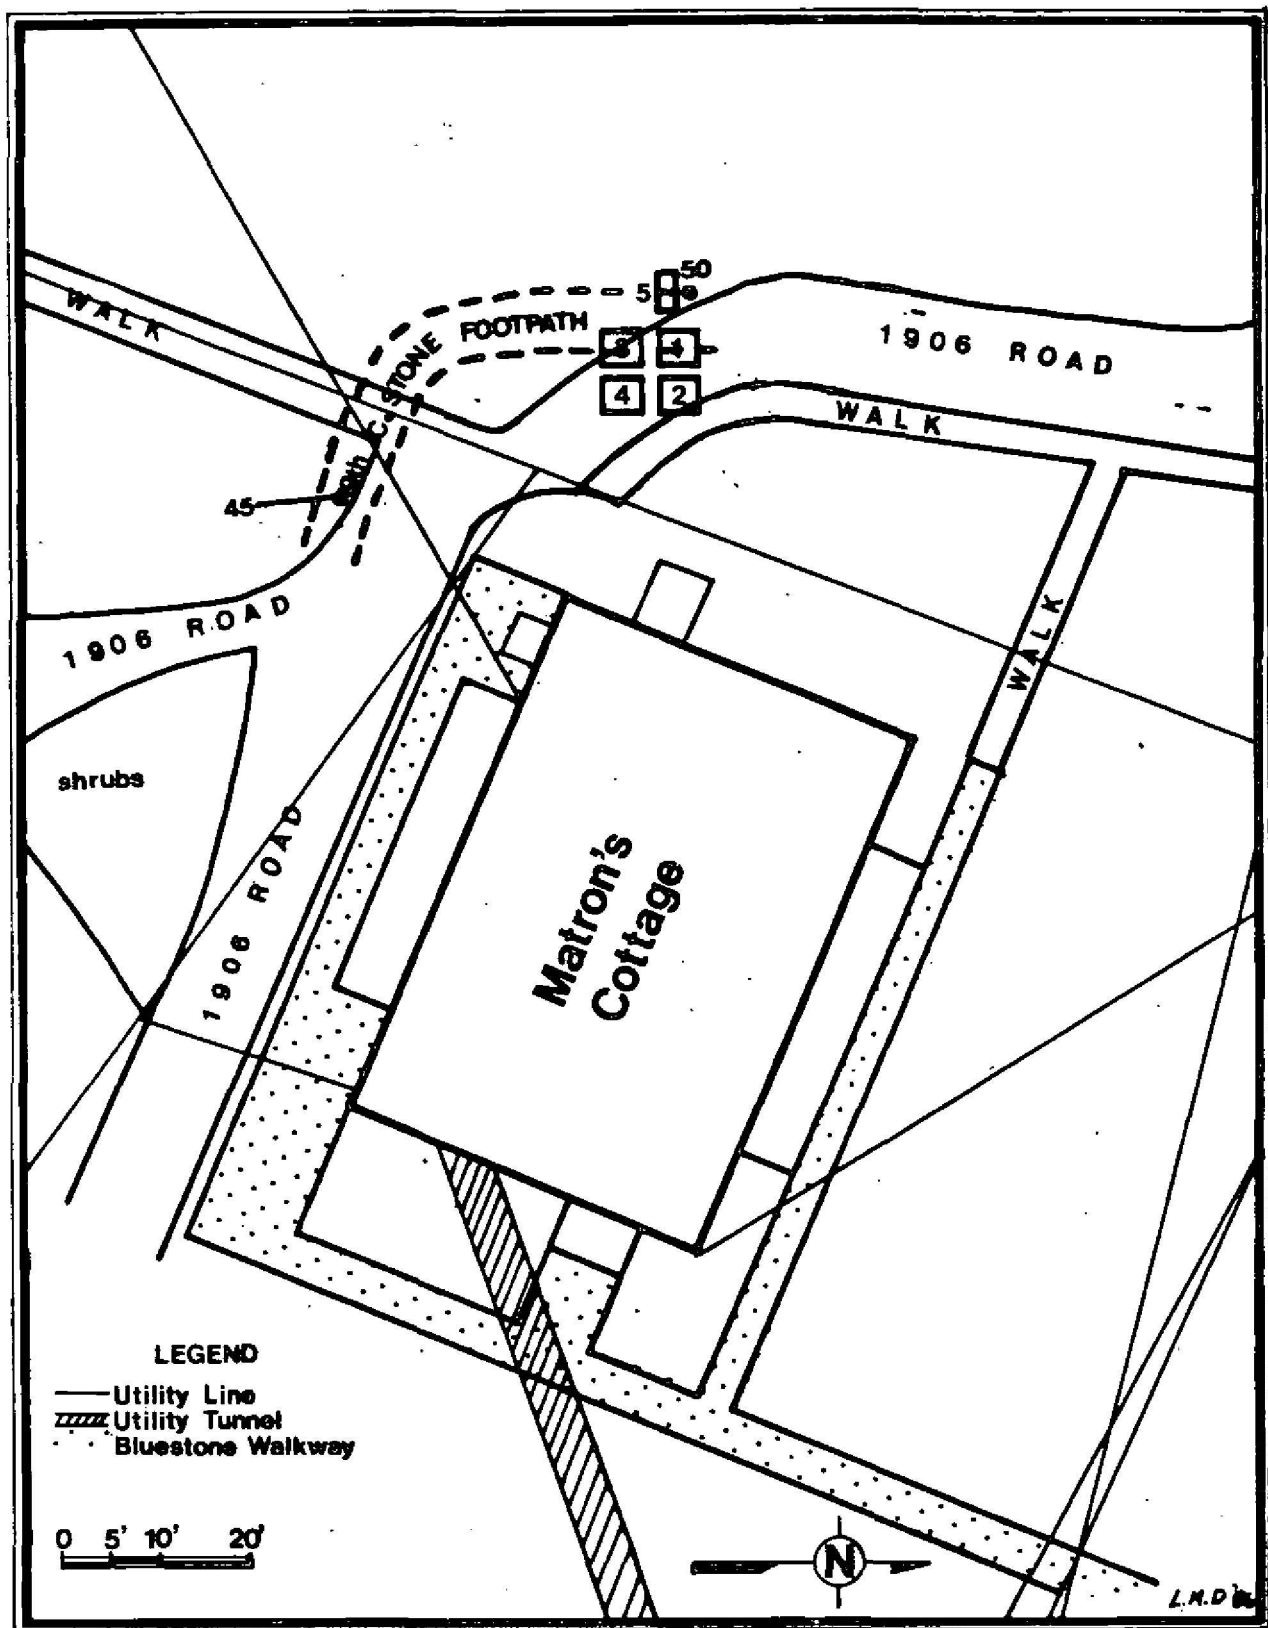 50
5
WALK
STONE FOOTPATH
1906 ROAD
3
1
4
2
WALK
19th C.
45
1906 ROAD
WALK
shrubs
1906 ROAD
Matron's
Cottage
LEGEND
Utility Line
Utility Tunnel
Bluestone Walkway
0 5' 10' 20'
N
L.M.D